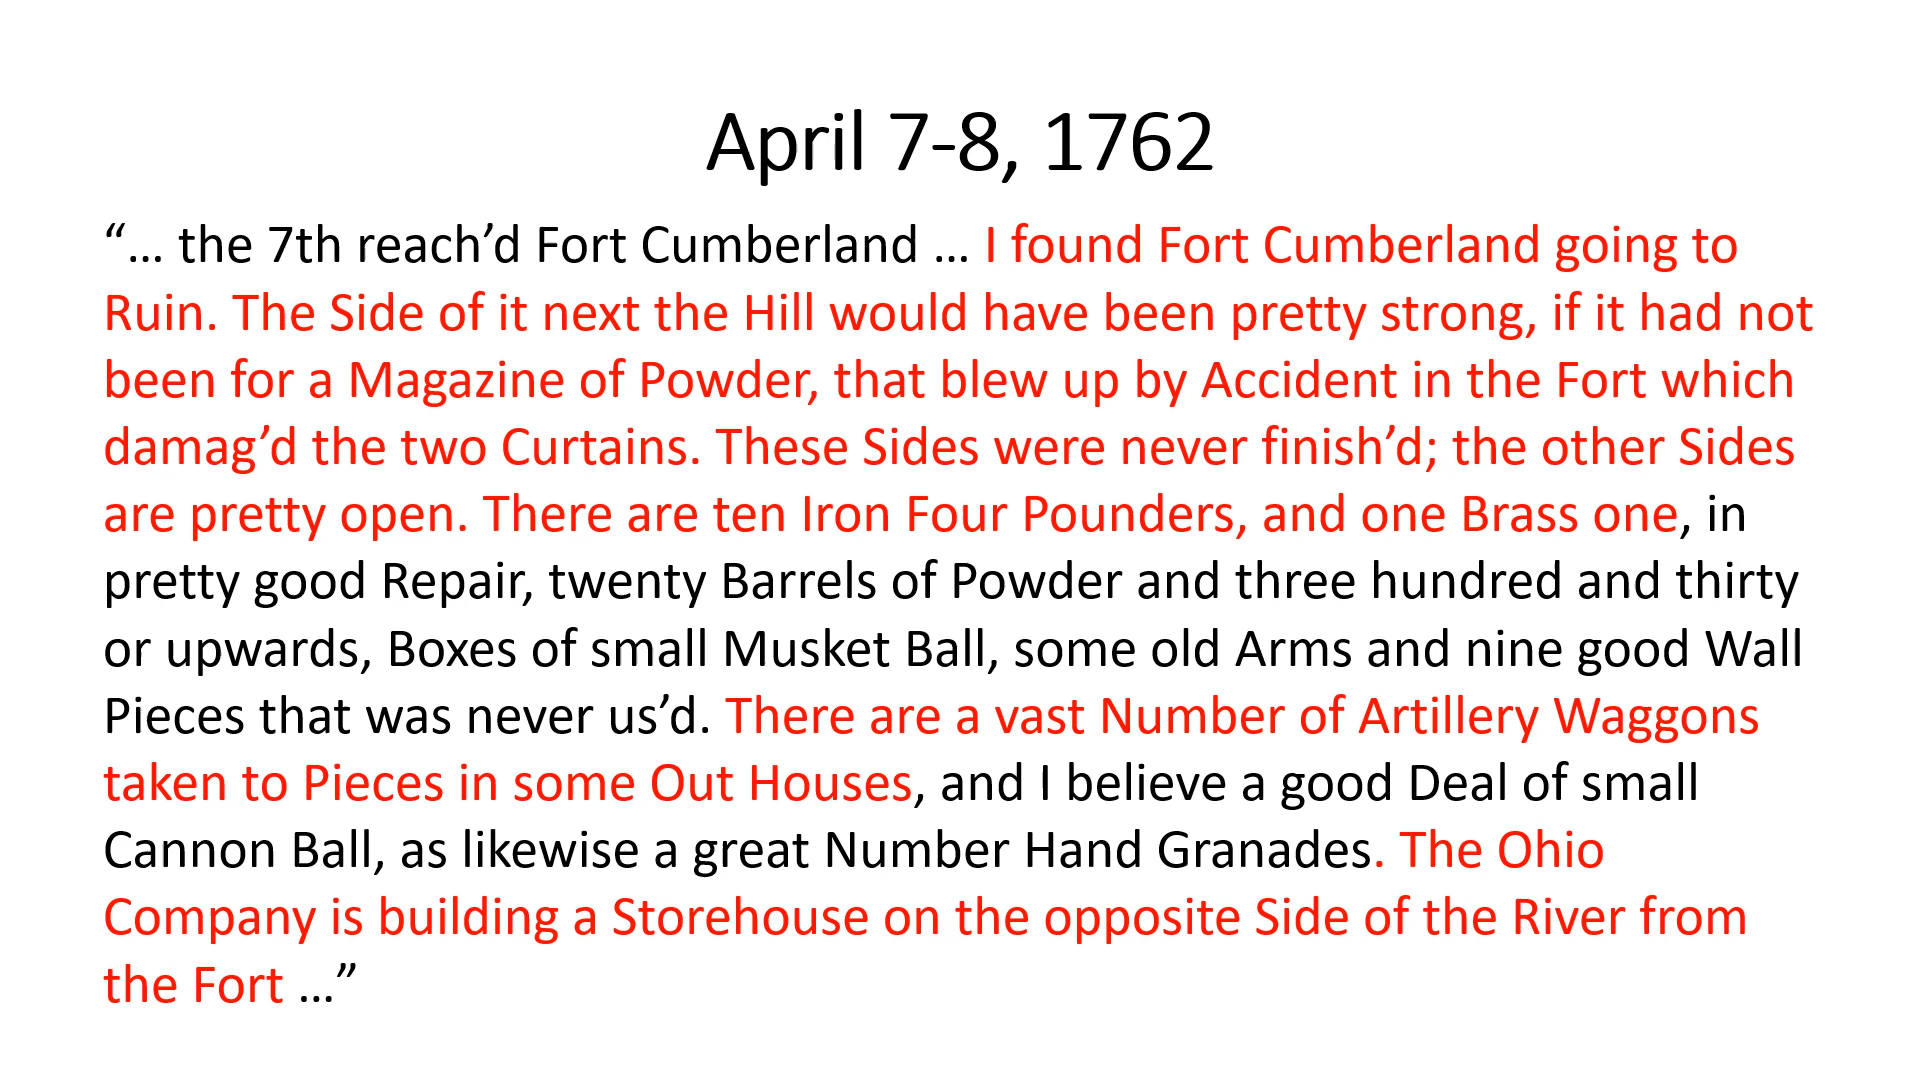 April 7-8, 1762
“… the 7th reach’d Fort Cumberland … I found Fort Cumberland going to
Ruin. The Side of it next the Hill would have been pretty strong, if it had not
been for a Magazine of Powder, that blew up by Accident in the Fort which
damag’d the two Curtains. These Sides were never finish’d; the other Sides
are pretty open. There are ten Iron Four Pounders, and one Brass one, in
pretty good Repair, twenty Barrels of Powder and three hundred and thirty
or upwards, Boxes of small Musket Ball, some old Arms and nine good Wall
Pieces that was never us’d. There are a vast Number of Artillery Waggons
taken to Pieces in some Out Houses, and I believe a good Deal of small
Cannon Ball, as likewise a great Number Hand Granades. The Ohio
Company is building a Storehouse on the opposite Side of the River from
the Fort …”